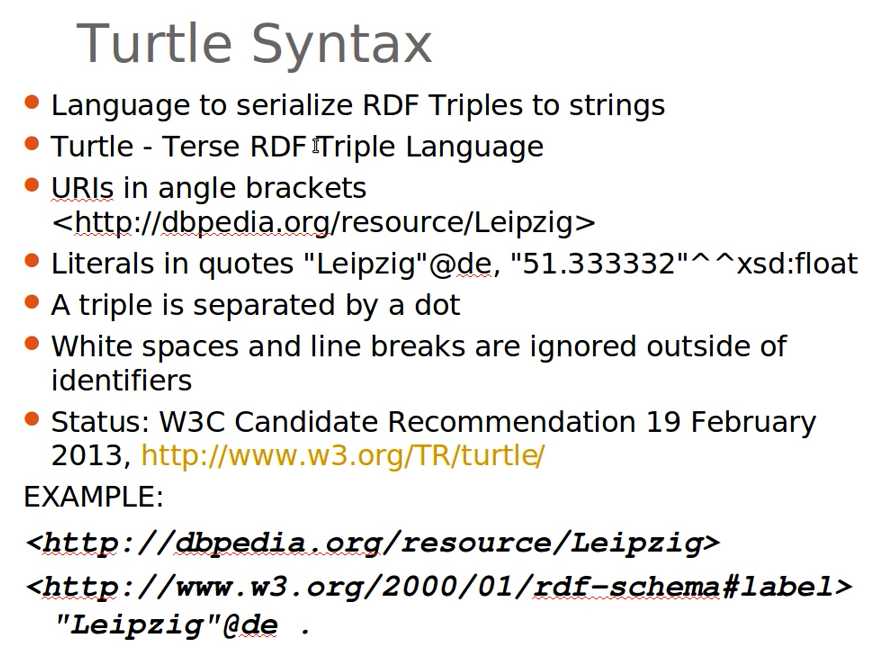 Turtle Syntax
Language to serialize RDF Triples to strings
Turtle - Terse RDF Triple Language
URIs in angle brackets
<http://dbpedia.org/resource/Leipzig>
Literals in quotes "Leipzig"@de, "51.333332"^^xsd:float
A triple is separated by a dot
White spaces and line breaks are ignored outside of
identifiers
Status: W3C Candidate Recommendation 19 February
2013, http://www.w3.org/TR/turtle/
EXAMPLE:
<http://dbpedia.org/resource/Leipzig>
<http://www.w3.org/2000/01/rdf-schema#label>
"Leipzig"@de .